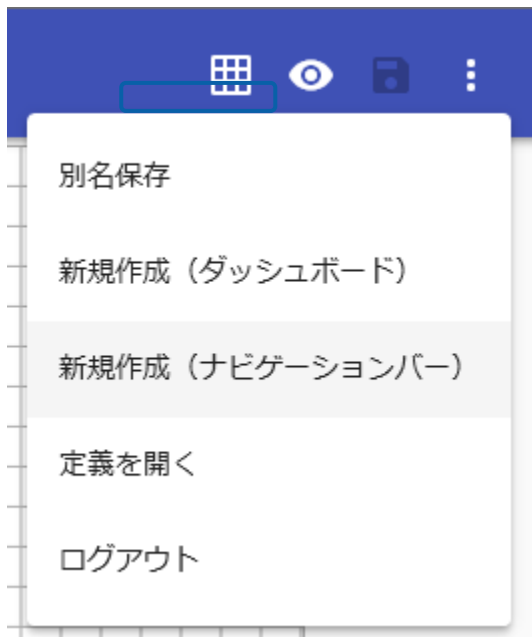 別名保存
新規作成（ダッシュボード）
新規作成（ナビゲーションバー）
定義を開く
ログアウト